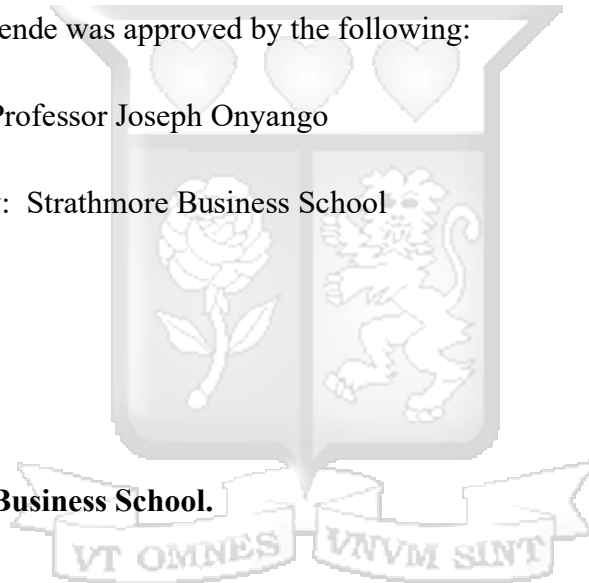 ende was approved by the following:
Professor Joseph Onyango
: Strathmore Business School
Business School.
VT OMNES VNVM SINT